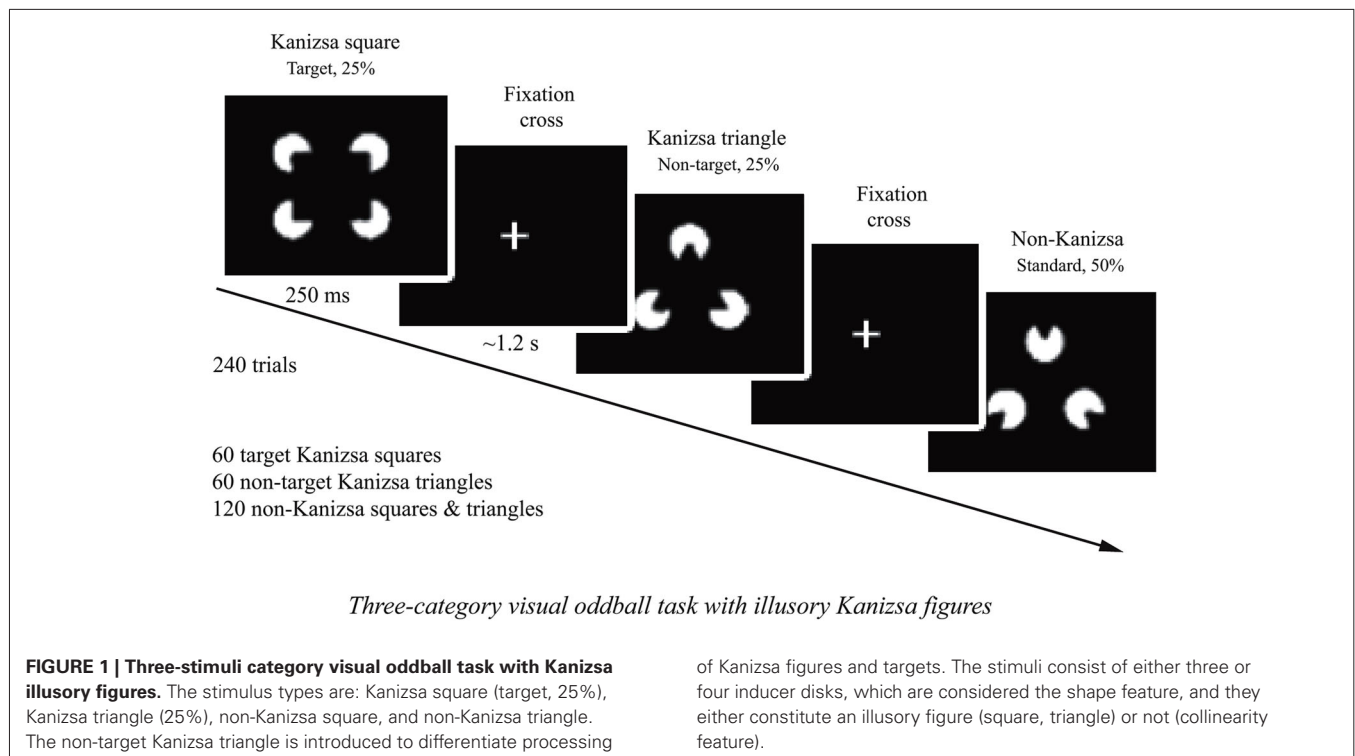 Kanizsa square
Target, 25%
Fixation
cross
Kanizsa triangle
Non-target, 25%
Fixation
cross
Non-Kanizsa
Standard, 50%
250 ms
~1.2 s
240 trials
60 target Kanizsa squares
60 non-target Kanizsa triangles
120 non-Kanizsa squares & triangles
Three-category visual oddball task with illusory Kanizsa figures
FIGURE 1 | Three-stimuli category visual oddball task with Kanizsa
illusory figures. The stimulus types are: Kanizsa square (target, 25%),
Kanizsa triangle (25%), non-Kanizsa square, and non-Kanizsa triangle.
The non-target Kanizsa triangle is introduced to differentiate processing
of Kanizsa figures and targets. The stimuli consist of either three or
four inducer disks, which are considered the shape feature, and they
either constitute an illusory figure (square, triangle) or not (collinearity
feature).